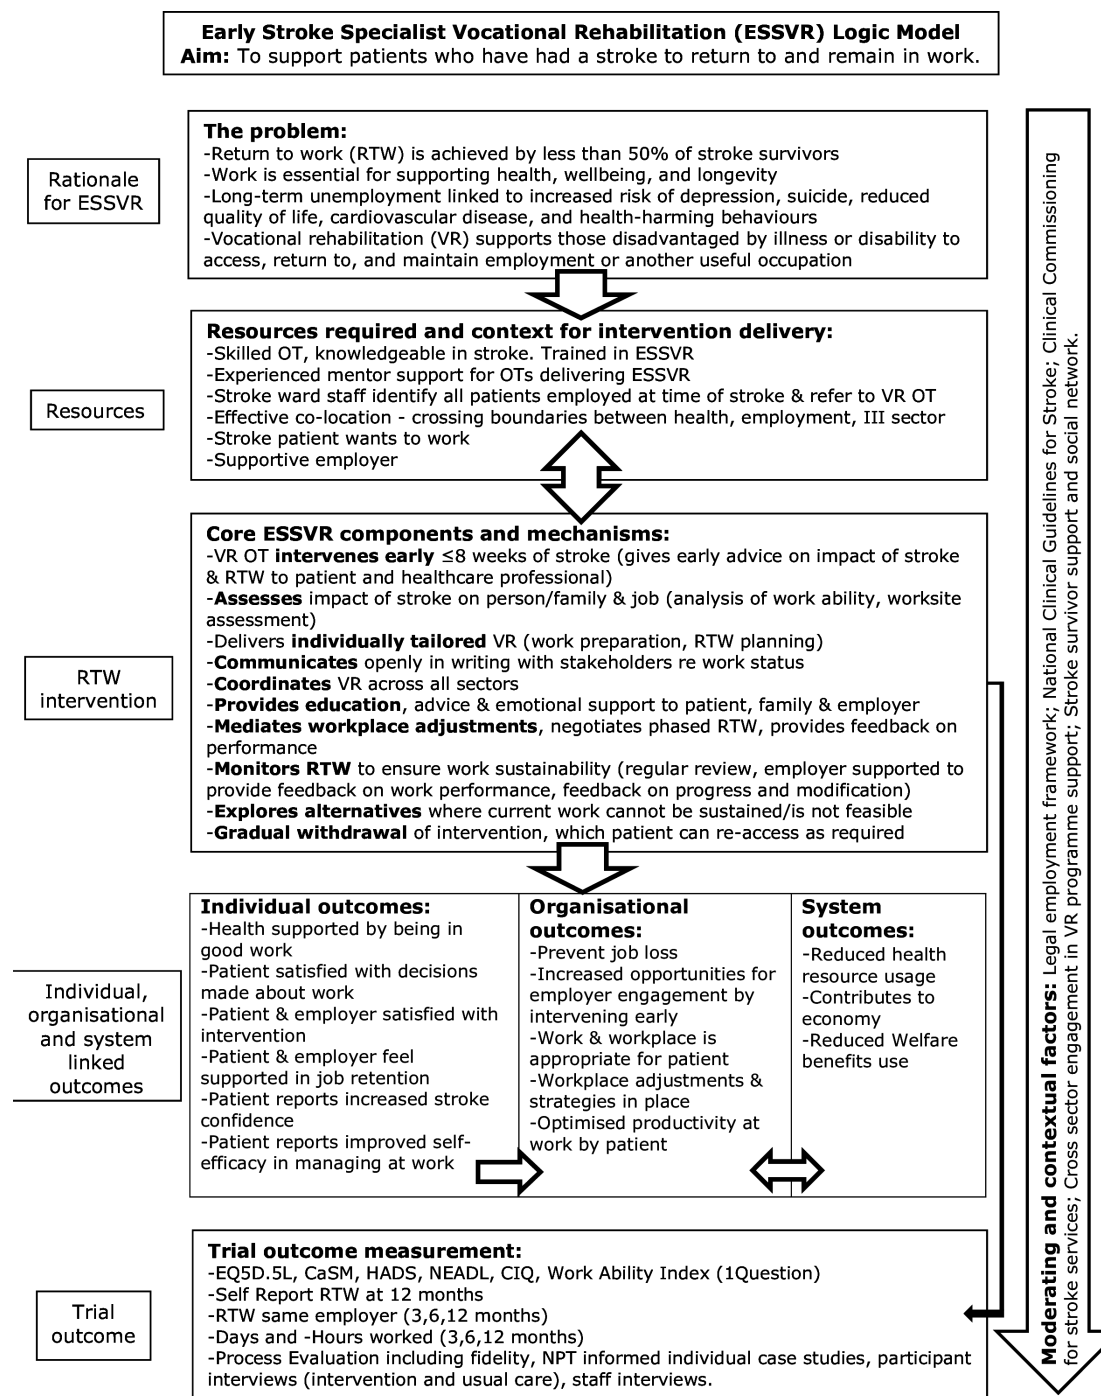 Early Stroke Specialist Vocational Rehabilitation (ESSVR) Logic Model
Aim: To support patients who have had a stroke to return to and remain in work.
Rationale
for ESSVR
The problem:
-Return to work (RTW) is achieved by less than 50% of stroke survivors
-Work is essential for supporting health, wellbeing, and longevity
-Long-term unemployment linked to increased risk of depression, suicide, reduced
quality of life, cardiovascular disease, and health-harming behaviours
-Vocational rehabilitation (VR) supports those disadvantaged by illness or disability to
access, return to, and maintain employment or another useful occupation
Resources
Resources required and context for intervention delivery:
-Skilled OT, knowledgeable in stroke. Trained in ESSVR
-Experienced mentor support for OTs delivering ESSVR
-Stroke ward staff identify all patients employed at time of stroke & refer to VR OT
-Effective co-location - crossing boundaries between health, employment, III sector
-Stroke patient wants to work
-Supportive employer
RTW
intervention
Core ESSVR components and mechanisms:
-VR OT intervenes early ≤8 weeks of stroke (gives early advice on impact of stroke
& RTW to patient and healthcare professional)
-Assesses impact of stroke on person/family & job (analysis of work ability, worksite
assessment)
-Delivers individually tailored VR (work preparation, RTW planning)
-Communicates openly in writing with stakeholders re work status
-Coordinates VR across all sectors
-Provides education, advice & emotional support to patient, family & employer
-Mediates workplace adjustments, negotiates phased RTW, provides feedback on
performance
-Monitors RTW to ensure work sustainability (regular review, employer supported to
provide feedback on work performance, feedback on progress and modification)
-Explores alternatives where current work cannot be sustained/is not feasible
-Gradual withdrawal of intervention, which patient can re-access as required
Individual,
organisational
and system
linked
outcomes
Individual outcomes:
-Health supported by being in
good work
-Patient satisfied with decisions
made about work
-Patient & employer satisfied with
intervention
-Patient & employer feel
supported in job retention
-Patient reports increased stroke
confidence
-Patient reports improved self-
efficacy in managing at work
Organisational
outcomes:
-Prevent job loss
-Increased opportunities for
employer engagement by
intervening early
-Work & workplace is
appropriate for patient
-Workplace adjustments &
strategies in place
-Optimised productivity at
work by patient
System
outcomes:
-Reduced health
resource usage
-Contributes to
economy
-Reduced Welfare
benefits use
Trial
outcome
Trial outcome measurement:
-EQ5D.5L, CaSM, HADS, NEADL, CIQ, Work Ability Index (1Question)
-Self Report RTW at 12 months
-RTW same employer (3,6,12 months)
-Days and -Hours worked (3,6,12 months)
-Process Evaluation including fidelity, NPT informed individual case studies, participant
interviews (intervention and usual care), staff interviews.
Moderating and contextual factors: Legal employment framework; National Clinical Guidelines for Stroke; Clinical Commissioning
for stroke services; Cross sector engagement in VR programme support; Stroke survivor support and social network.